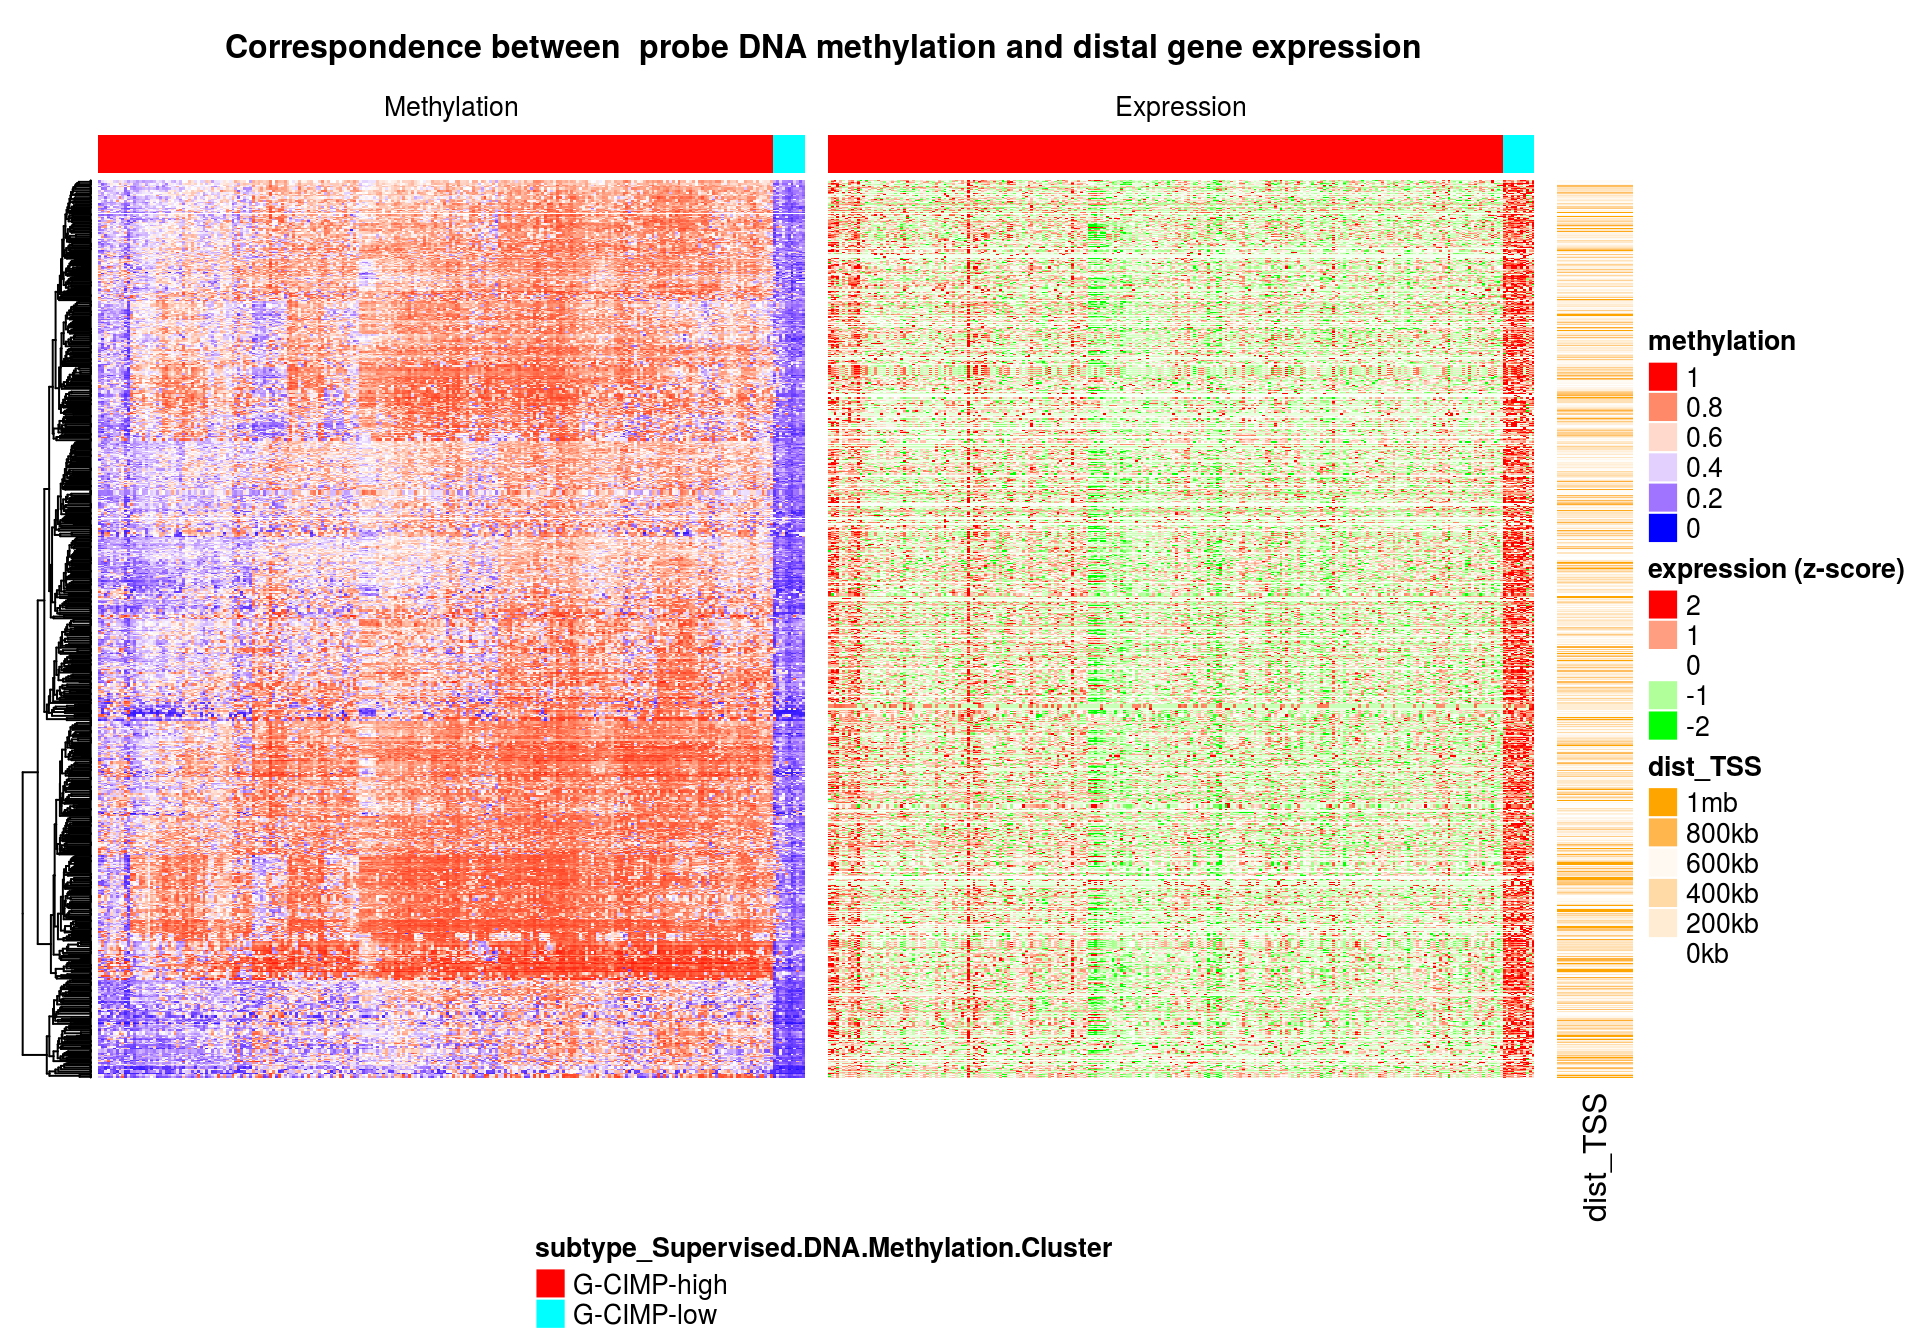 Correspondence between  probe DNA methylation and distal gene expression
Methylation
Expression
methylation
1
0.8
0.6
0.4
0.2
0
expression (z-score)
2
1
0
-1
-2
dist_TSS
1mb
800kb
600kb
400kb
200kb
0kb
dist_TSS
subtype_Supervised.DNA.Methylation.Cluster
G-CIMP-high
G-CIMP-low